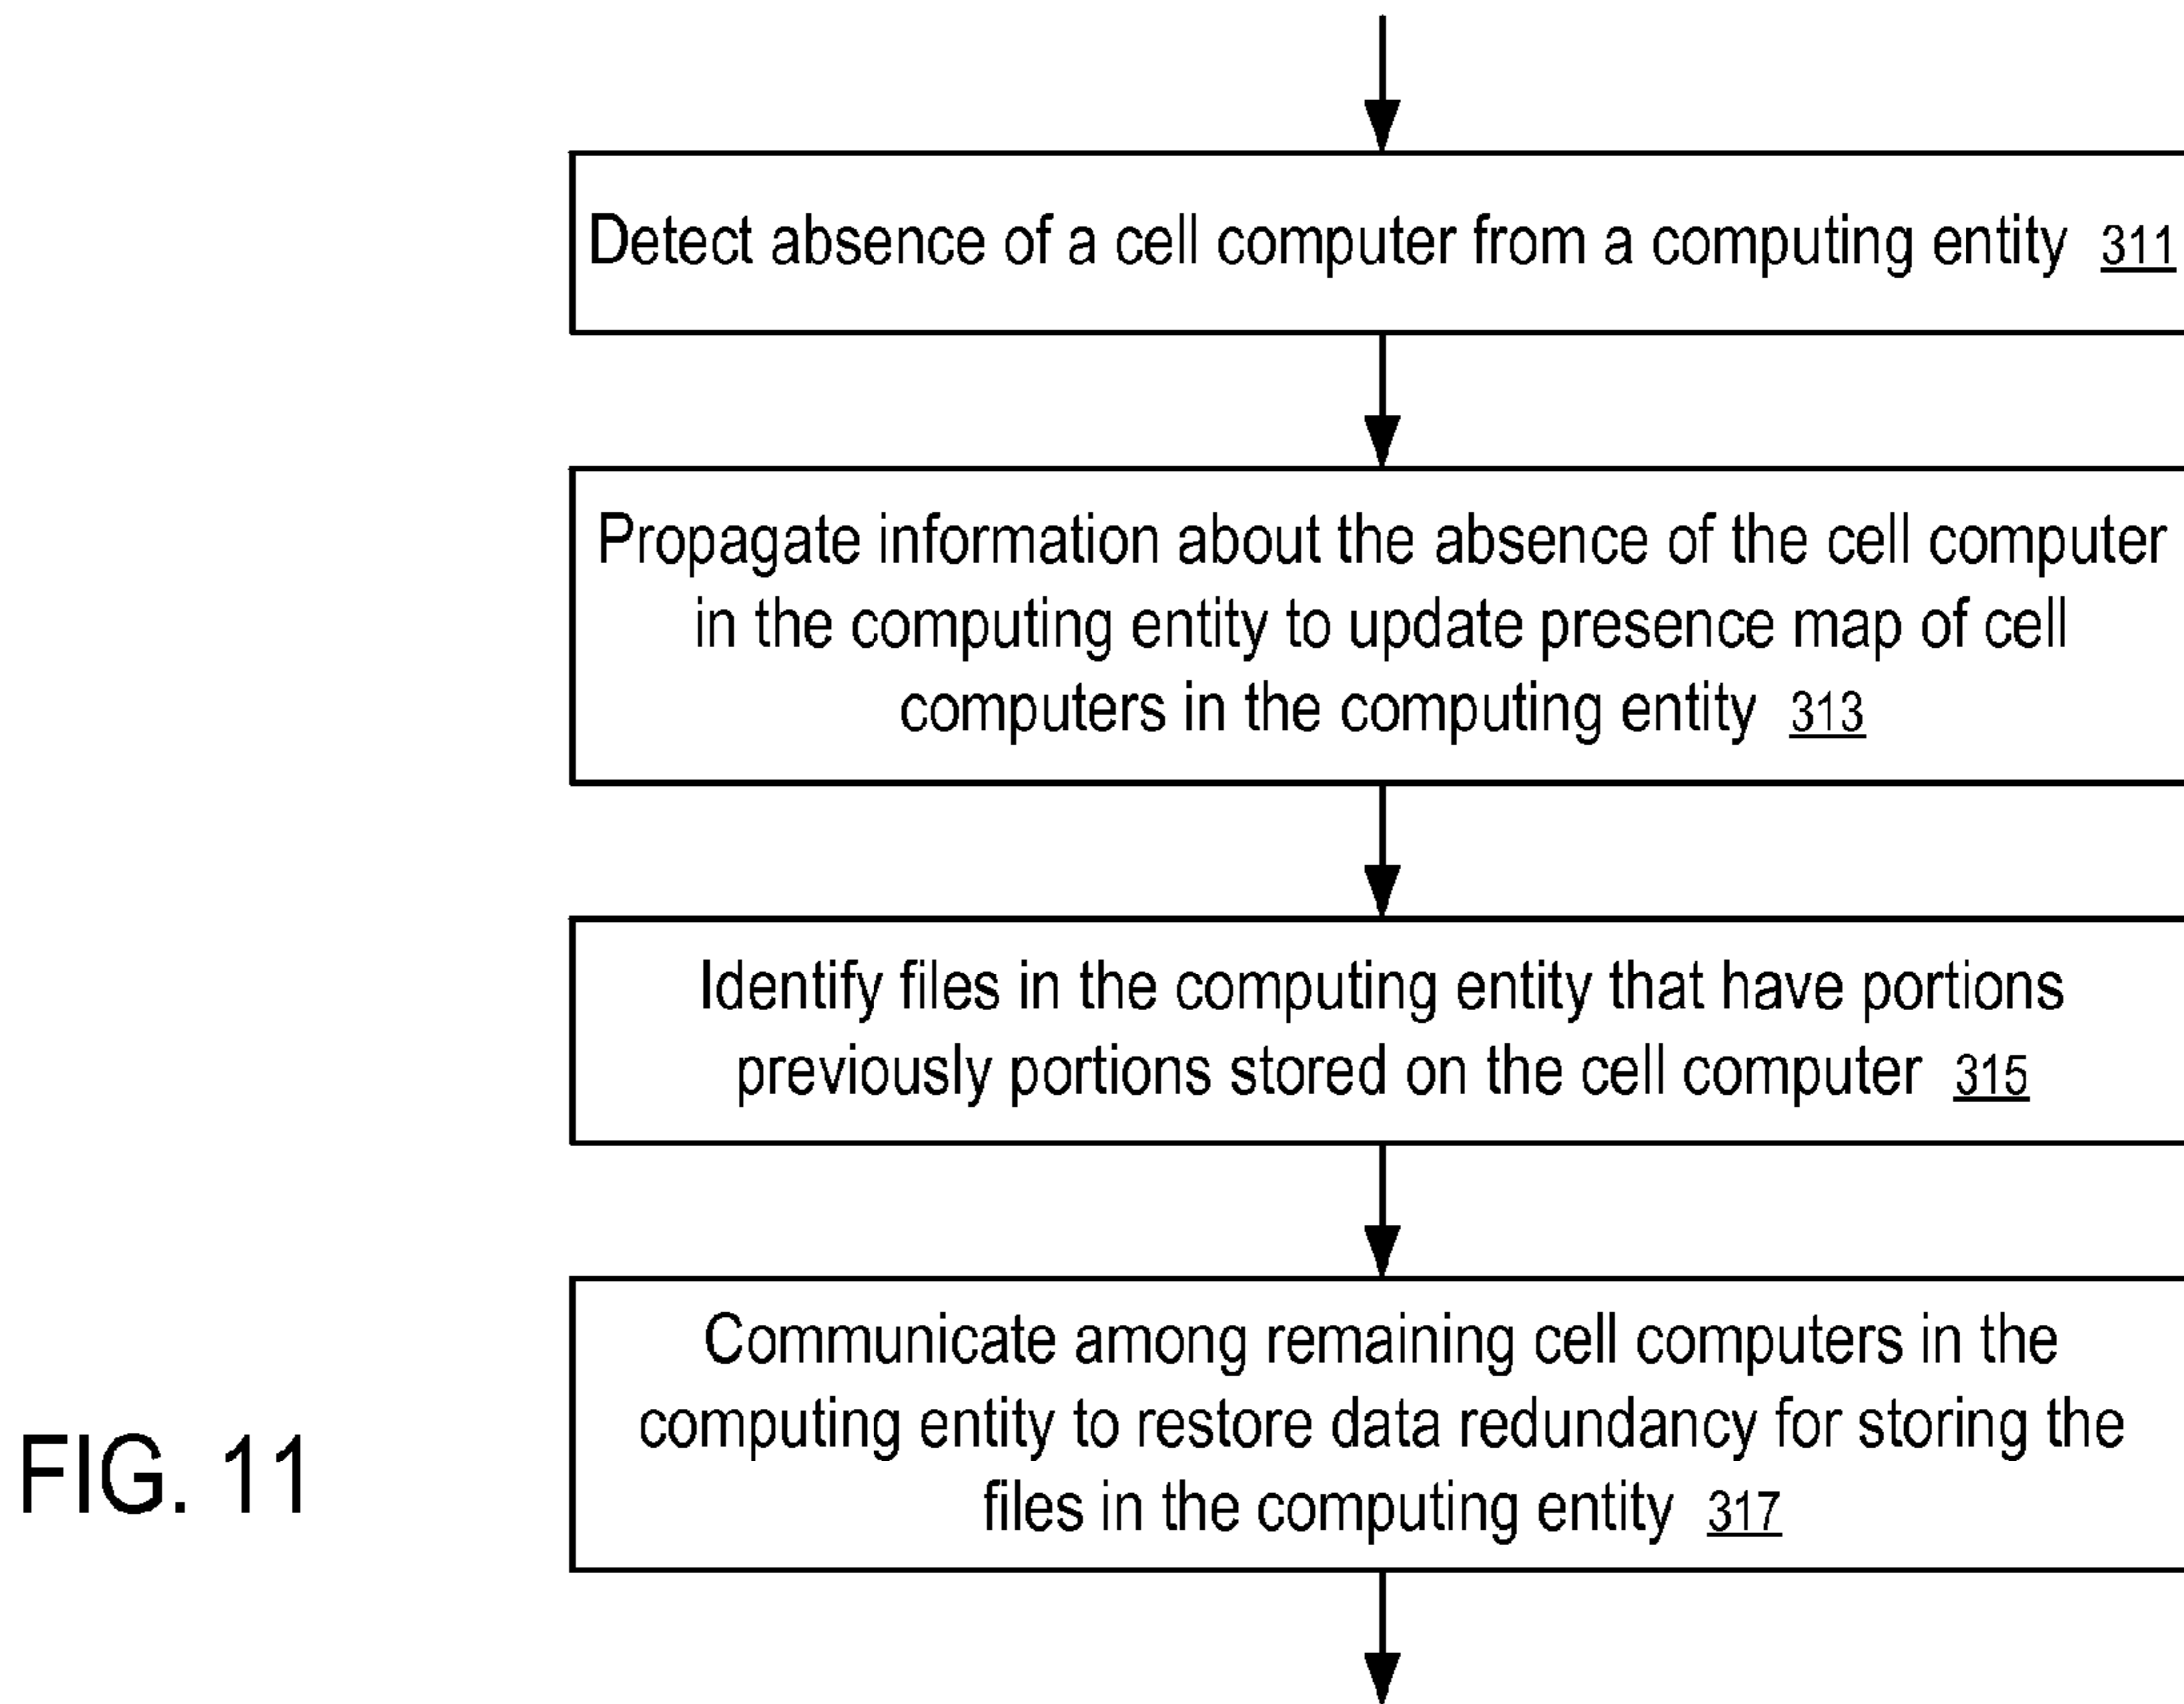 Detect absence of a cell computer from a computing entity 311
Propagate information about the absence of the cell computer
in the computing entity to update presence map of cell
computers in the computing entity 313
Identify files in the computing entity that have portions
previously portions stored on the cell computer 315
Communicate among remaining cell computers in the
computing entity to restore data redundancy for storing the
files in the computing entity 317
FIG. 11